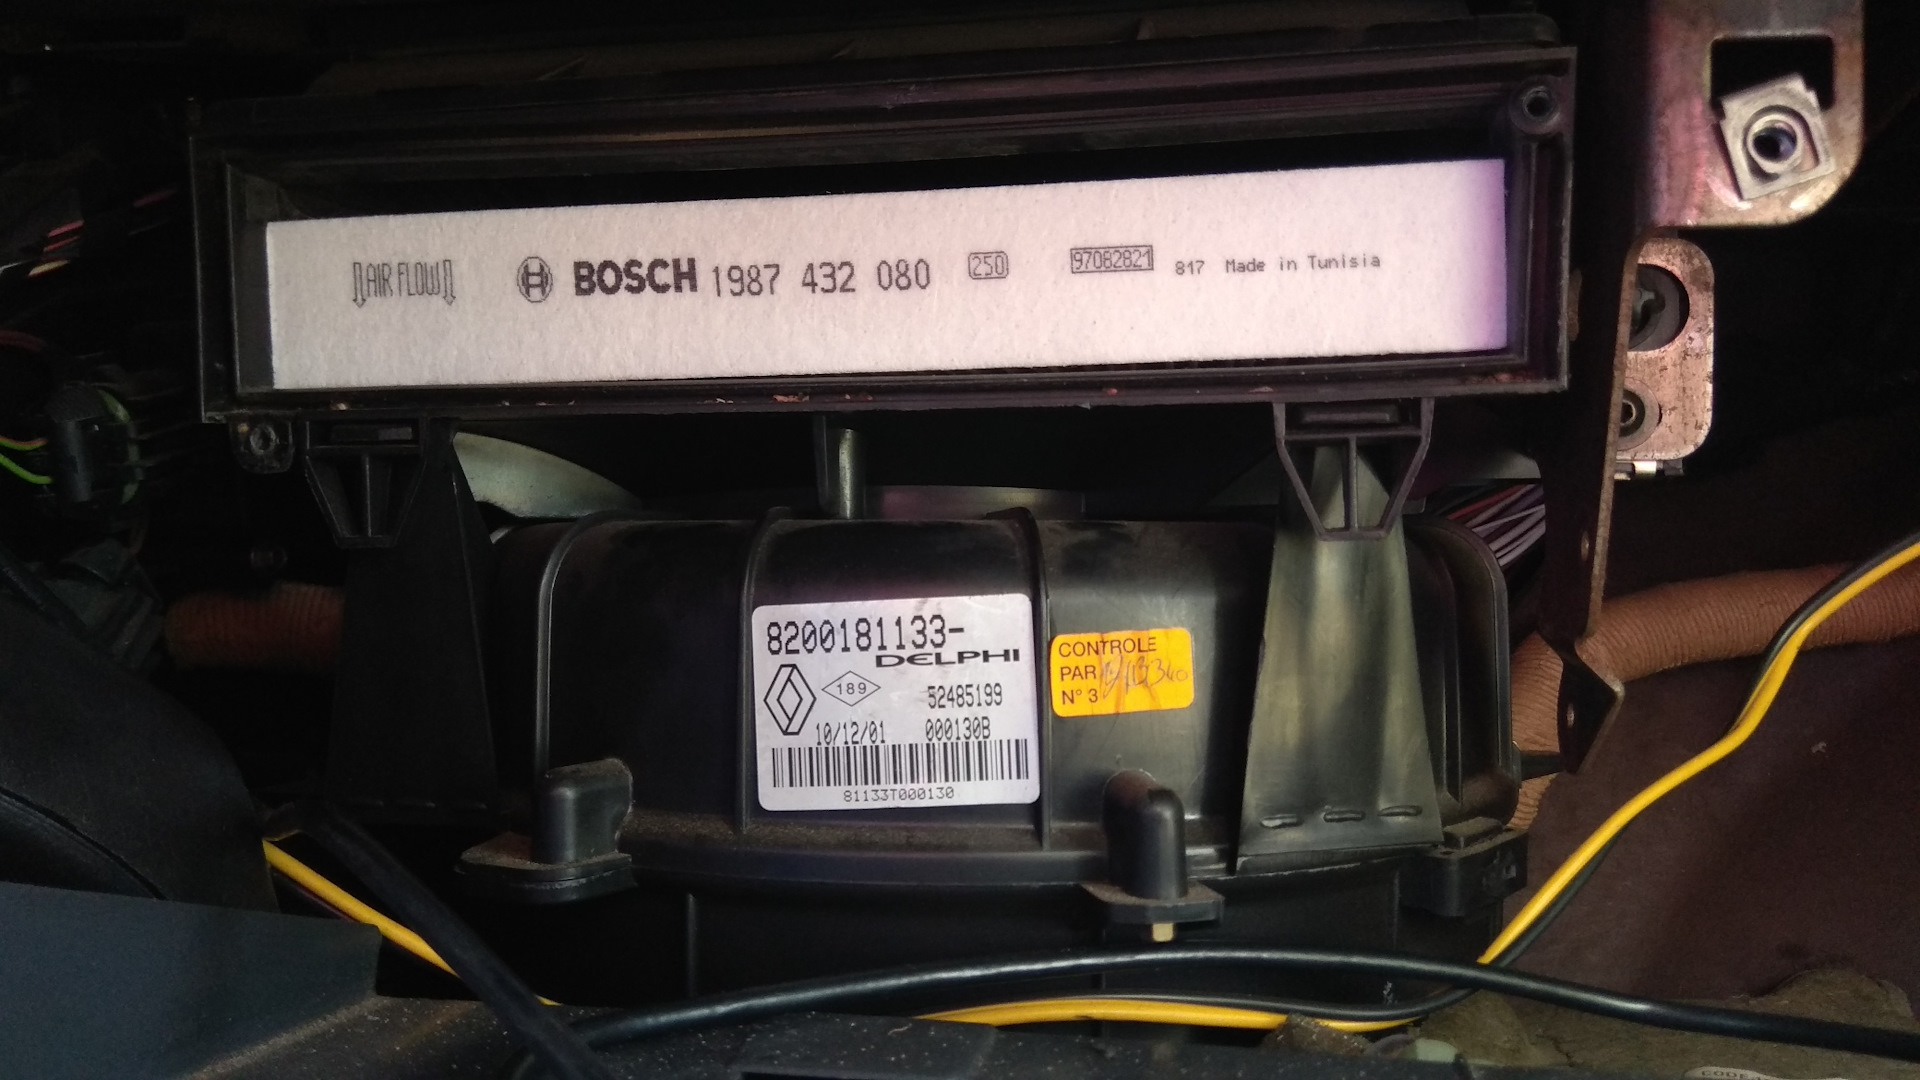 AIR FLOW BOSCH 1987 432 080 250 97082821 817 Made in Tunisia
8200181133-
DELPHI
189
52485199
10/12/01 000130B
81133T000130
CONTROLE
PAR
N° 3